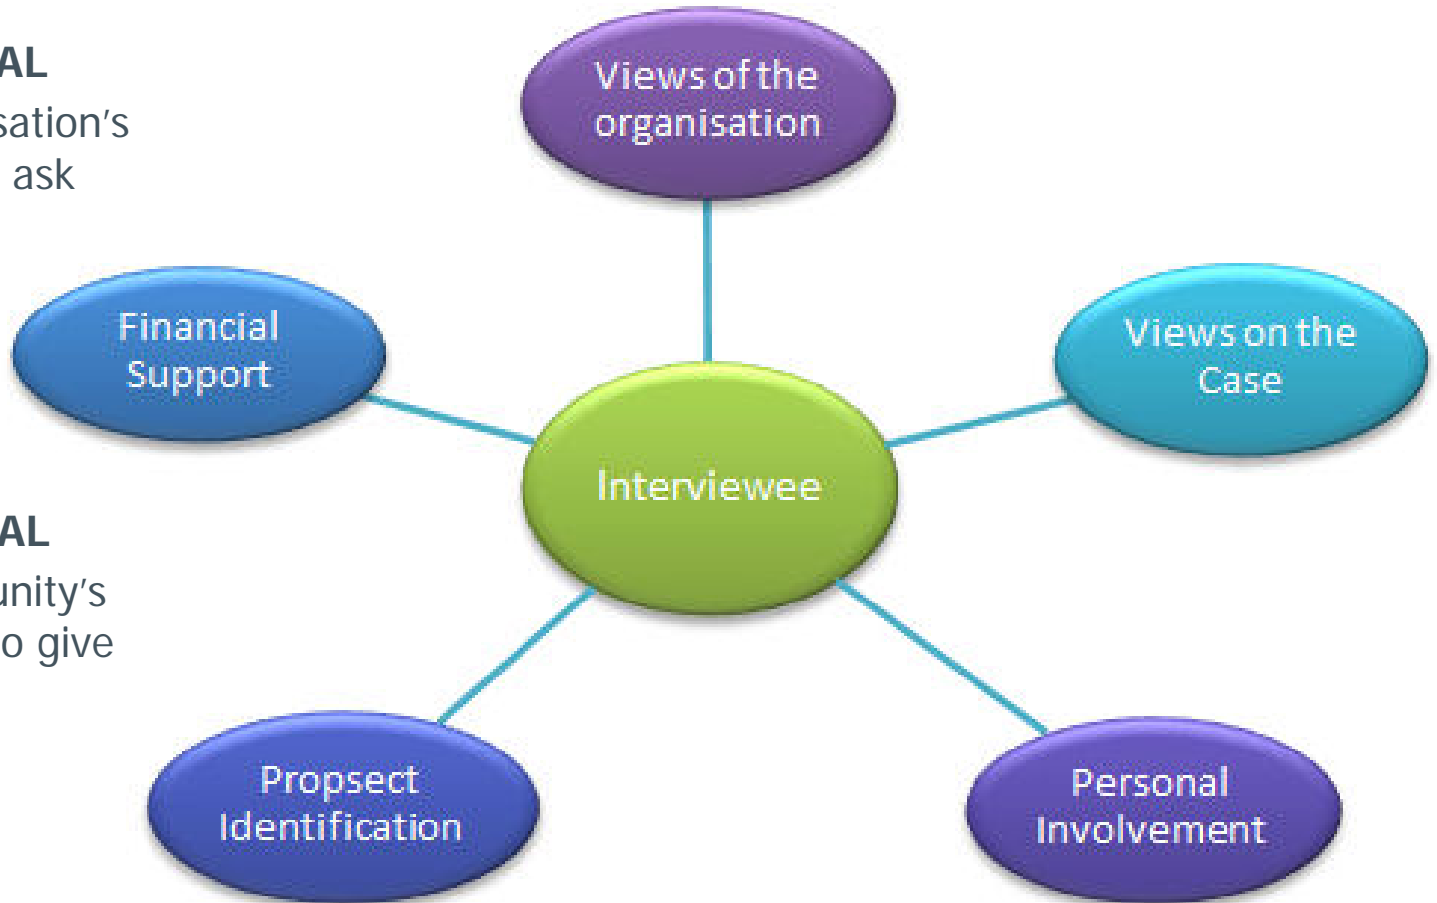 AL
sation's
ask
Views of the
organisation
Financial
Support
Views on the
Case
Interviewee
AL
unity's
o give
Propsect
Identification
Personal
Involvement